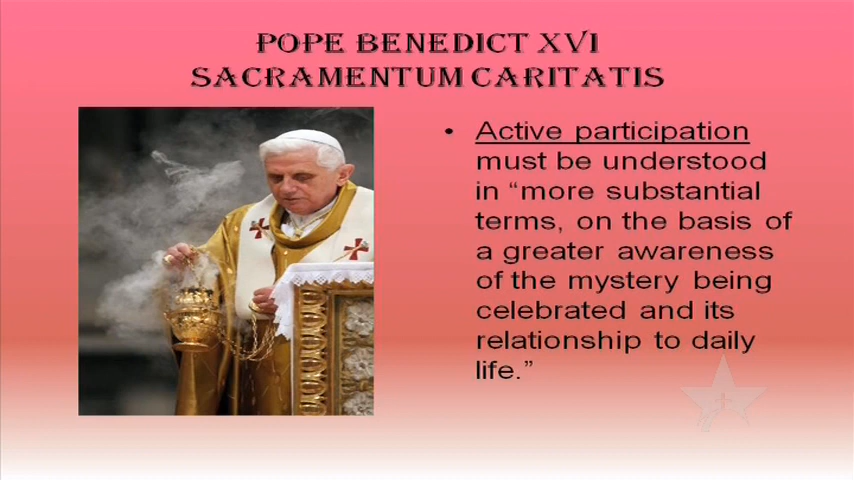 POPE BENEDICT XVI
SACRAMENTUM CARITATIS
• Active participation
must be understood
in “more substantial
terms, on the basis of
a greater awareness
of the mystery being
celebrated and its
relationship to daily
life.”